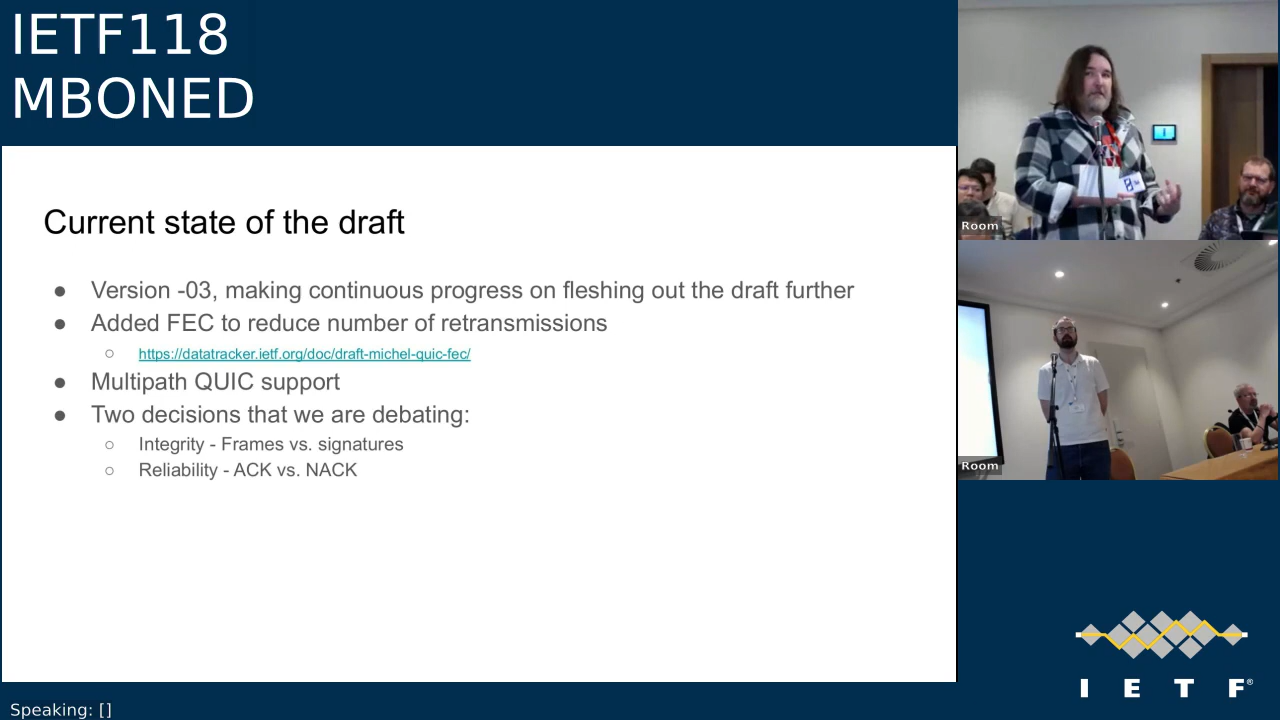 IETF118
MBONED
Current state of the draft
● Version -03, making continuous progress on fleshing out the draft further
● Added FEC to reduce number of retransmissions
○ https://datatracker.ietf.org/doc/draft-michel-quic-fec/
● Multipath QUIC support
● Two decisions that we are debating:
○ Integrity - Frames vs. signatures
○ Reliability - ACK vs. NACK
Room
Room
I E T F®
Speaking: []